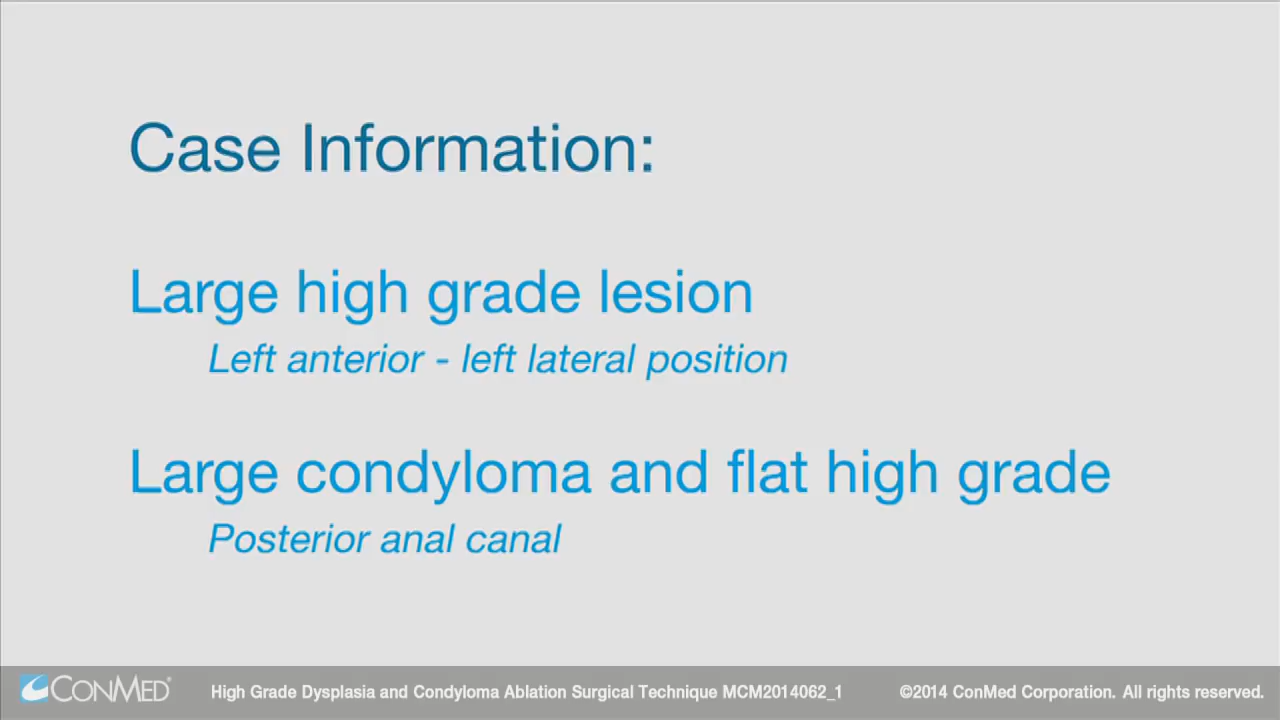 Case Information:
Large high grade lesion
Left anterior - left lateral position
Large condyloma and flat high grade
Posterior anal canal
CONMED® High Grade Dysplasia and Condyloma Ablation Surgical Technique MCM2014062_1 ©2014 ConMed Corporation. All rights reserved.